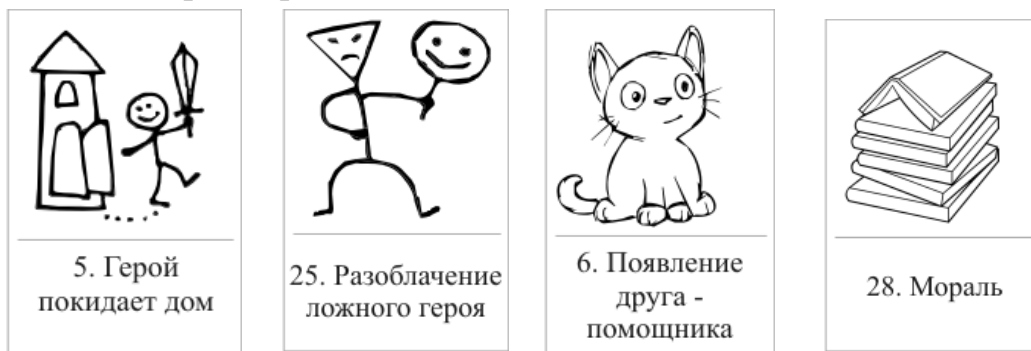 5. Герой
покидает дом
25. Разоблачение
ложного героя
6. Появление
друга -
помощника
28. Мораль